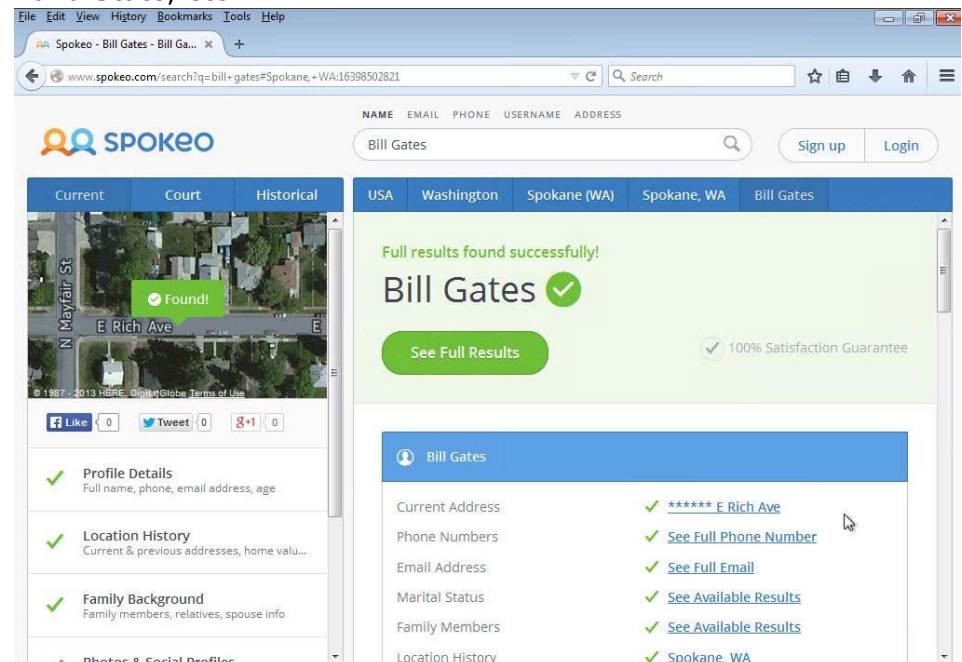 File Edit View History Bookmarks Tools Help
Spokeo - Bill Gates - Bill Ga... × +
www.spokeo.com/search?q=bill+gates#Spokane,+WA:16398502821 Search
NAME EMAIL PHONE USERNAME ADDRESS
SPOKEO
Bill Gates
Sign up Login
Current Court Historical
USA Washington Spokane (WA) Spokane, WA Bill Gates
N Mayfair St
Found!
E Rich Ave
E
© 1987 - 2013 HERE, DigitalGlobe Terms of Use
Like 0 Tweet 0 +1 0
Full results found successfully!
Bill Gates
See Full Results
100% Satisfaction Guarantee
Profile Details
Full name, phone, email address, age
Location History
Current & previous addresses, home valu...
Family Background
Family members, relatives, spouse info
Photos & Social Profiles
Bill Gates
Current Address ****** E Rich Ave
Phone Numbers See Full Phone Number
Email Address See Full Email
Marital Status See Available Results
Family Members See Available Results
Location History Spokane, WA